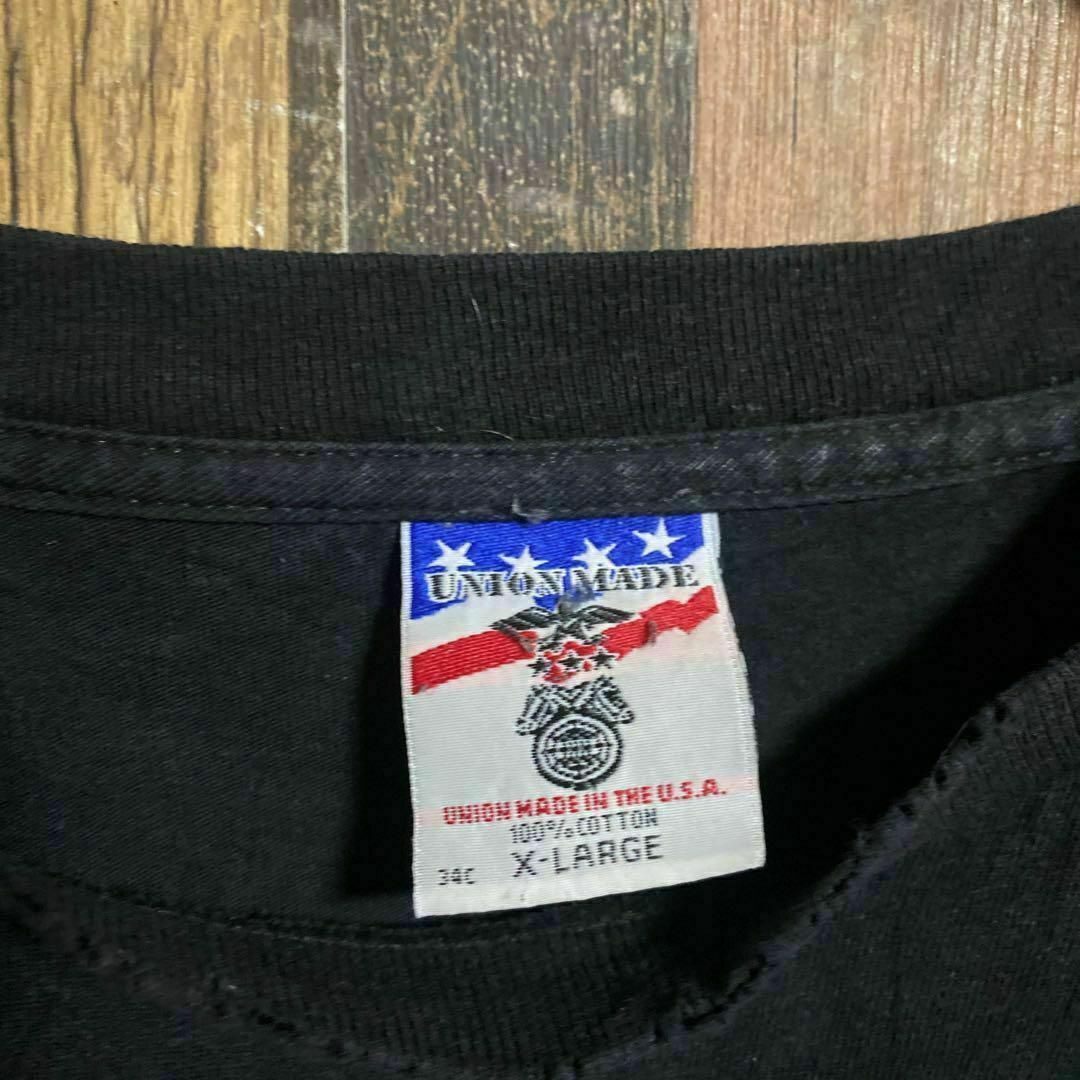 UNION MADE
UNION MADE IN THE U.S.A.
100% COTTON
X-LARGE
34C